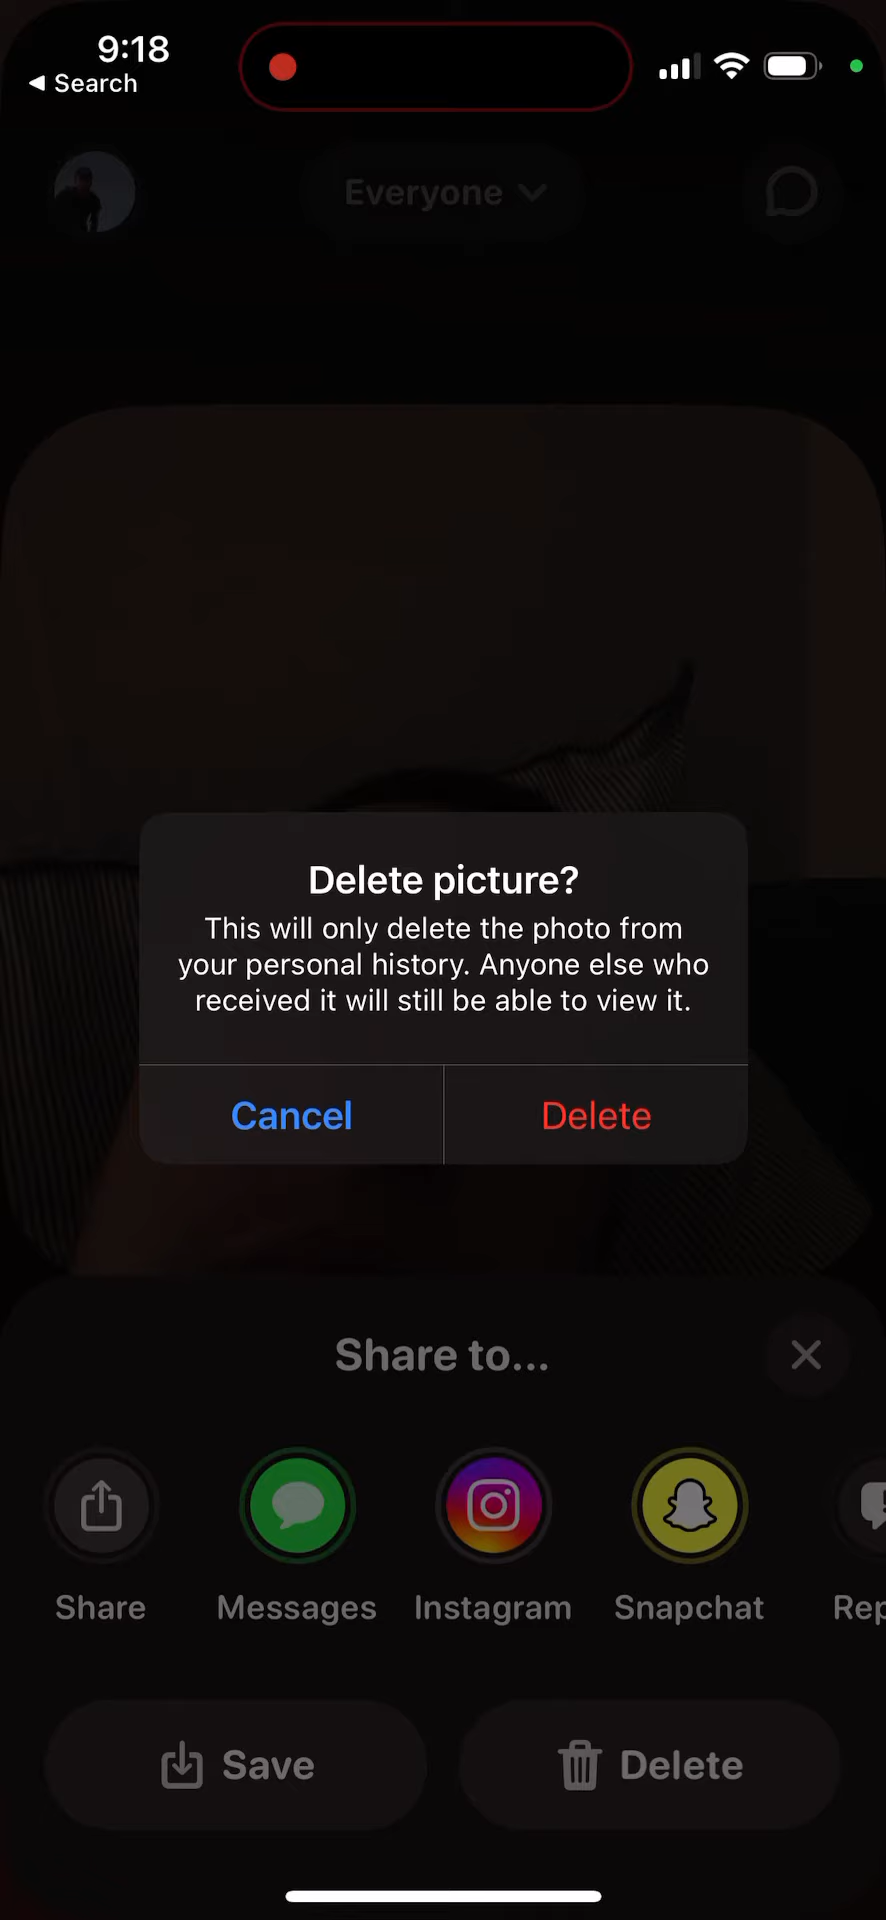 9:18
◀ Search
Everyone
Delete picture?
This will only delete the photo from
your personal history. Anyone else who
received it will still be able to view it.
Cancel
Delete
Share to...
Share
Messages
Instagram
Snapchat
Rep
Save
Delete